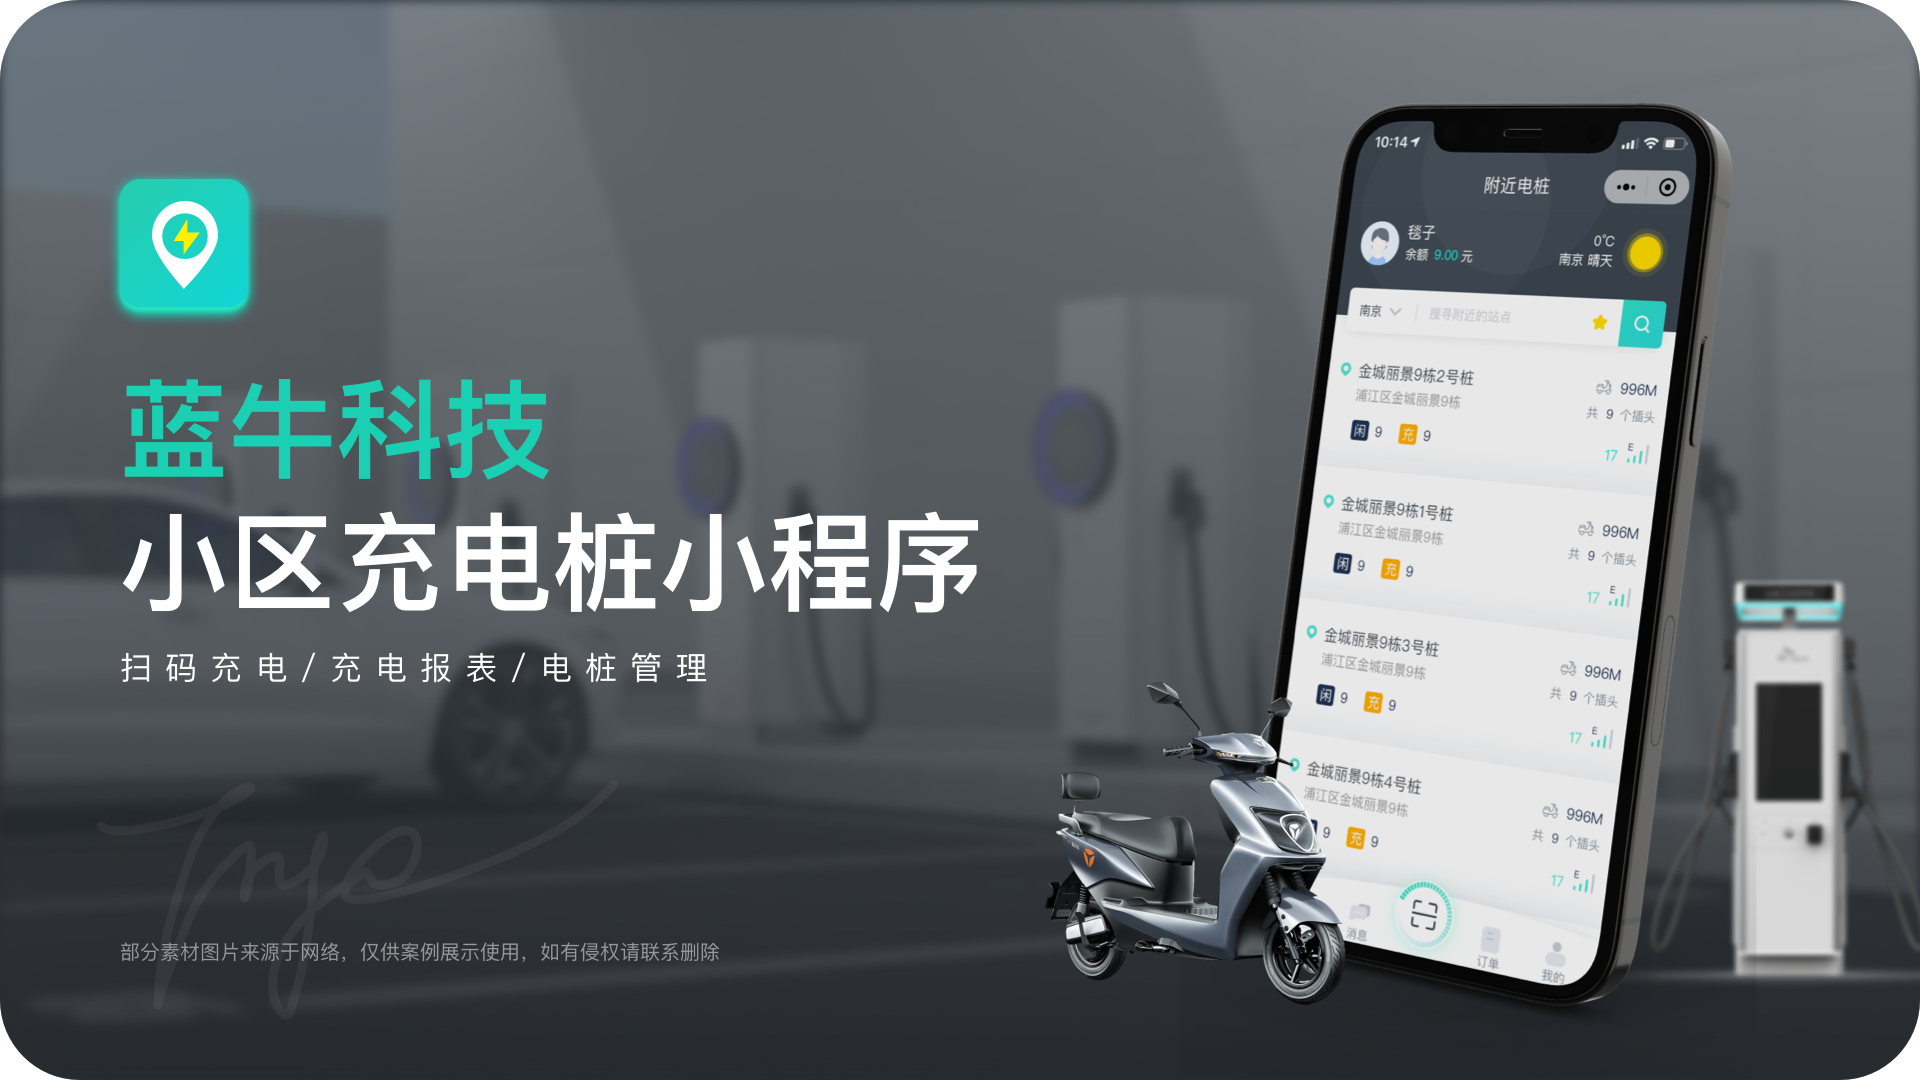 蓝牛科技
小区充电桩小程序
扫码充电/充电报表/电桩管理
部分素材图片来源于网络，仅供案例展示使用，如有侵权请联系删除
10:14
附近电桩
毯子
余额 9.00 元
0°C
南京 晴天
南京
搜寻附近的站点
金城丽景9栋2号桩
996M
浦江区金城丽景9栋
共 9 个插头
闲 9 充 9
17 E
金城丽景9栋1号桩
996M
浦江区金城丽景9栋
共 9 个插头
闲 9 充 9
17 E
金城丽景9栋3号桩
996M
浦江区金城丽景9栋
共 9 个插头
闲 9 充 9
17 E
金城丽景9栋4号桩
996M
浦江区金城丽景9栋
共 9 个插头
9 充 9
17 E
消息
订单
我的